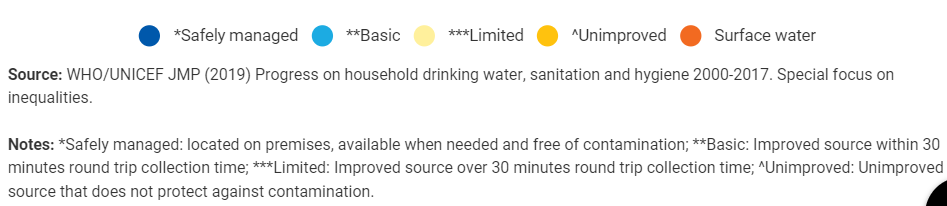 *Safely managed **Basic ***Limited ^Unimproved Surface water
Source: WHO/UNICEF JMP (2019) Progress on household drinking water, sanitation and hygiene 2000-2017. Special focus on
inequalities.
Notes: *Safely managed: located on premises, available when needed and free of contamination; **Basic: Improved source within 30
minutes round trip collection time; ***Limited: Improved source over 30 minutes round trip collection time; ^Unimproved: Unimproved
source that does not protect against contamination.